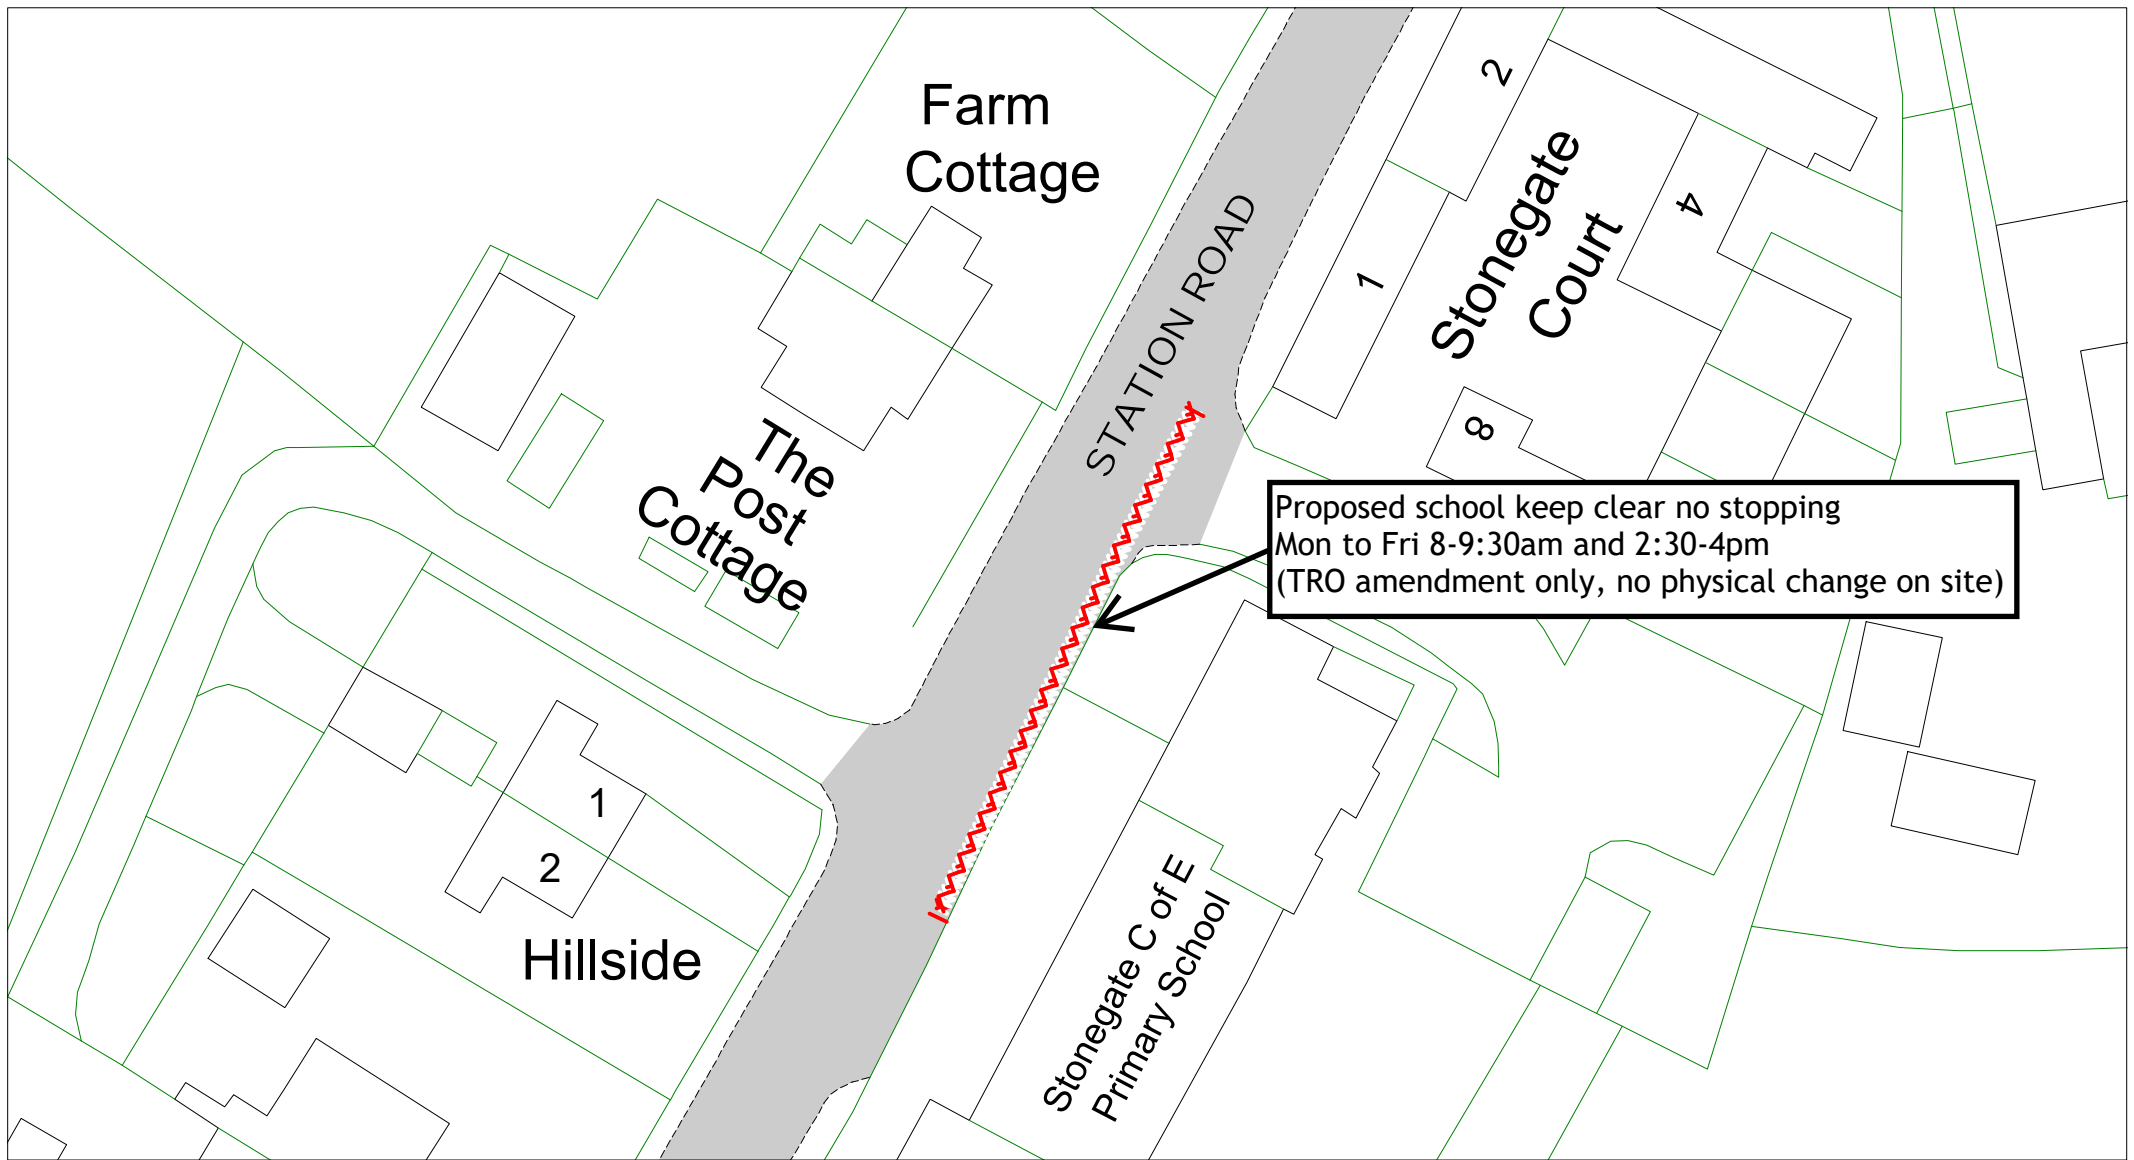 Farm
Cottage
2
Stonegate
Court
4
1
8
STATION ROAD
The
Post
Cottage
Proposed school keep clear no stopping
Mon to Fri 8-9:30am and 2:30-4pm
(TRO amendment only, no physical change on site)
1
2
Hillside
Stonegate C of E
Primary School